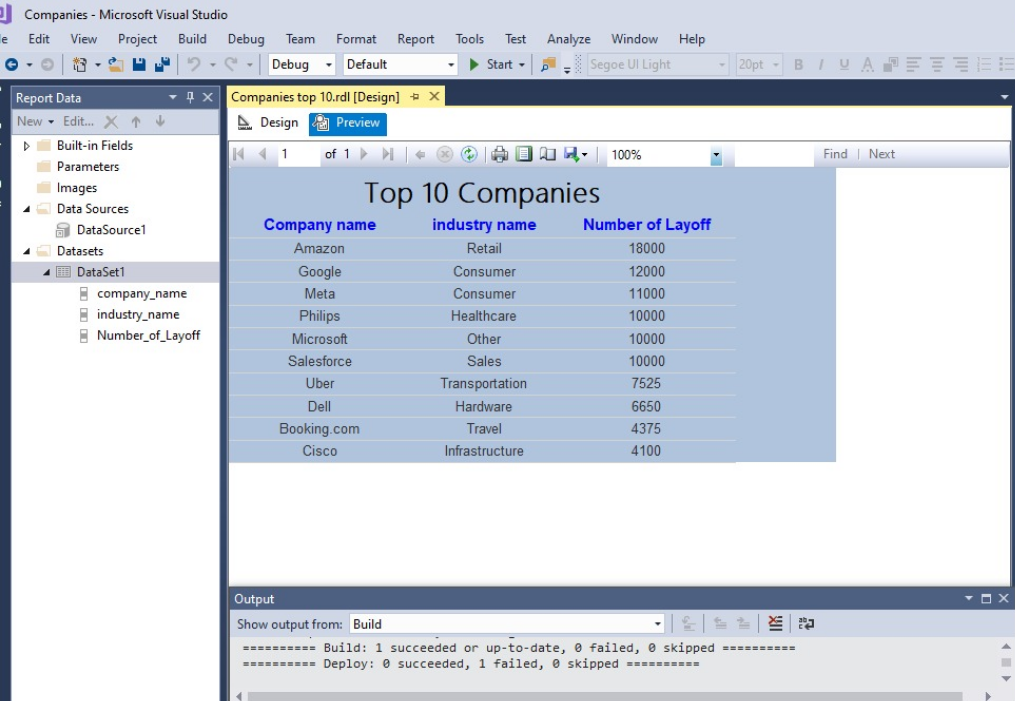 Companies - Microsoft Visual Studio
Edit View Project Build Debug Team Format Report Tools Test Analyze Window Help
Debug Default Start Segoe UI Light 20pt B I U A
Report Data
Companies top 10.rdl [Design]
New Edit...
Design Preview
1 of 1 100% Find | Next
Built-in Fields
Parameters
Images
Data Sources
DataSource1
Datasets
DataSet1
company_name
industry_name
Number_of_Layoff
Top 10 Companies
Company name industry name Number of Layoff
Amazon Retail 18000
Google Consumer 12000
Meta Consumer 11000
Philips Healthcare 10000
Microsoft Other 10000
Salesforce Sales 10000
Uber Transportation 7525
Dell Hardware 6650
Booking.com Travel 4375
Cisco Infrastructure 4100
Output
Show output from: Build
========== Build: 1 succeeded or up-to-date, 0 failed, 0 skipped ==========
========== Deploy: 0 succeeded, 1 failed, 0 skipped ==========